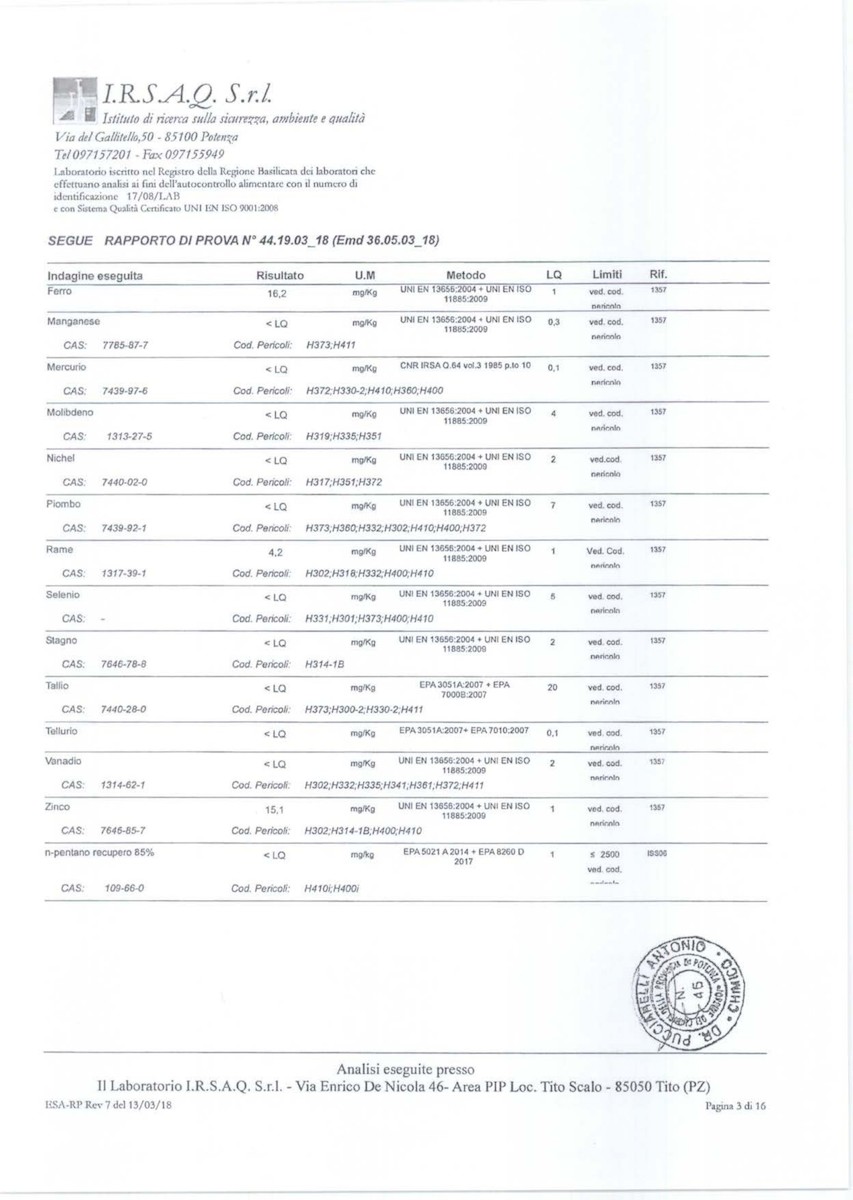 I.R.S.A.Q. S.r.l.
Istituto di ricerca sulla sicurezza, ambiente e qualità
Via del Gallitello,50 - 85100 Potenza
Tel 097157201 - Fax 097155949
Laboratorio iscritto nel Registro della Regione Basilicata dei laboratori che
effettuano analisi ai fini dell'autocontrollo alimentare con il numero di
identificazione 17/08/LAB
e con Sistema Qualità Certificato UNI EN ISO 9001:2008
SEGUE RAPPORTO DI PROVA N° 44.19.03_18 (Emd 36.05.03_18)
Indagine eseguita Risultato U.M Metodo LQ Limiti Rif.
Ferro 16,2 mg/Kg UNI EN 13656:2004 + UNI EN ISO 11885:2009 1 ved. cod. pericolo 1357
Manganese < LQ mg/Kg UNI EN 13656:2004 + UNI EN ISO 11885:2009 0,3 ved. cod. pericolo 1357
CAS: 7785-87-7 Cod. Pericoli: H373;H411
Mercurio < LQ mg/Kg CNR IRSA Q.64 vol.3 1985 p.to 10 0,1 ved. cod. pericolo 1357
CAS: 7439-97-6 Cod. Pericoli: H372;H330-2;H410;H360;H400
Molibdeno < LQ mg/Kg UNI EN 13656:2004 + UNI EN ISO 11885:2009 4 ved. cod. pericolo 1357
CAS: 1313-27-5 Cod. Pericoli: H319;H335;H351
Nichel < LQ mg/Kg UNI EN 13656:2004 + UNI EN ISO 11885:2009 2 ved.cod. pericolo 1357
CAS: 7440-02-0 Cod. Pericoli: H317;H351;H372
Piombo < LQ mg/Kg UNI EN 13656:2004 + UNI EN ISO 11885:2009 7 ved. cod. pericolo 1357
CAS: 7439-92-1 Cod. Pericoli: H373;H360;H332;H302;H410;H400;H372
Rame 4,2 mg/Kg UNI EN 13656:2004 + UNI EN ISO 11885:2009 1 Ved. Cod. pericolo 1357
CAS: 1317-39-1 Cod. Pericoli: H302;H318;H332;H400;H410
Selenio < LQ mg/Kg UNI EN 13656:2004 + UNI EN ISO 11885:2009 ved. cod. pericolo 1357
CAS: - Cod. Pericoli: H331;H301;H373;H400;H410
Stagno < LQ mg/Kg UNI EN 13656:2004 + UNI EN ISO 11885:2009 2 ved. cod. pericolo 1357
CAS: 7646-78-8 Cod. Pericoli: H314-1B
Tallio < LQ mg/Kg EPA 3051A:2007 + EPA 7000B:2007 20 ved. cod. pericolo 1357
CAS: 7440-28-0 Cod. Pericoli: H373;H300-2;H330-2;H411
Tellurio < LQ mg/Kg EPA 3051A:2007+ EPA 7010:2007 0,1 ved. cod. pericolo 1357
Vanadio < LQ mg/Kg UNI EN 13656:2004 + UNI EN ISO 11885:2009 2 ved. cod. pericolo 1357
CAS: 1314-62-1 Cod. Pericoli: H302;H332;H335;H341;H361;H372;H411
Zinco 15,1 mg/Kg UNI EN 13656:2004 + UNI EN ISO 11885:2009 1 ved. cod. pericolo 1357
CAS: 7646-85-7 Cod. Pericoli: H302;H314-1B;H400;H410
n-pentano recupero 85% < LQ mg/kg EPA 5021 A 2014 + EPA 8260 D 2017 1 ≤ 2500 ved. cod.
CAS: 109-66-0 Cod. Pericoli: H410i;H400i
DR. PUCCIARELLI ANTONIO • CHIMICO •
N. 45
Analisi eseguite presso
Il Laboratorio I.R.S.A.Q. S.r.l. - Via Enrico De Nicola 46- Area PIP Loc. Tito Scalo - 85050 Tito (PZ)
ESA-RP Rev 7 del 13/03/18 Pagina 3 di 16